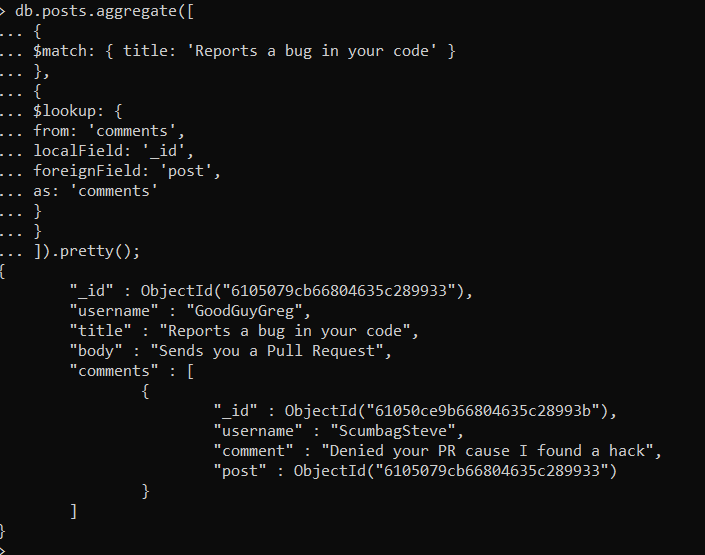 > db.posts.aggregate([
... {
... $match: { title: 'Reports a bug in your code' }
... },
... {
... $lookup: {
... from: 'comments',
... localField: '_id',
... foreignField: 'post',
... as: 'comments'
... }
... }
... ]).pretty();
{
        "_id" : ObjectId("6105079cb66804635c289933"),
        "username" : "GoodGuyGreg",
        "title" : "Reports a bug in your code",
        "body" : "Sends you a Pull Request",
        "comments" : [
                {
                        "_id" : ObjectId("61050ce9b66804635c28993b"),
                        "username" : "ScumbagSteve",
                        "comment" : "Denied your PR cause I found a hack",
                        "post" : ObjectId("6105079cb66804635c289933")
                }
        ]
}
>